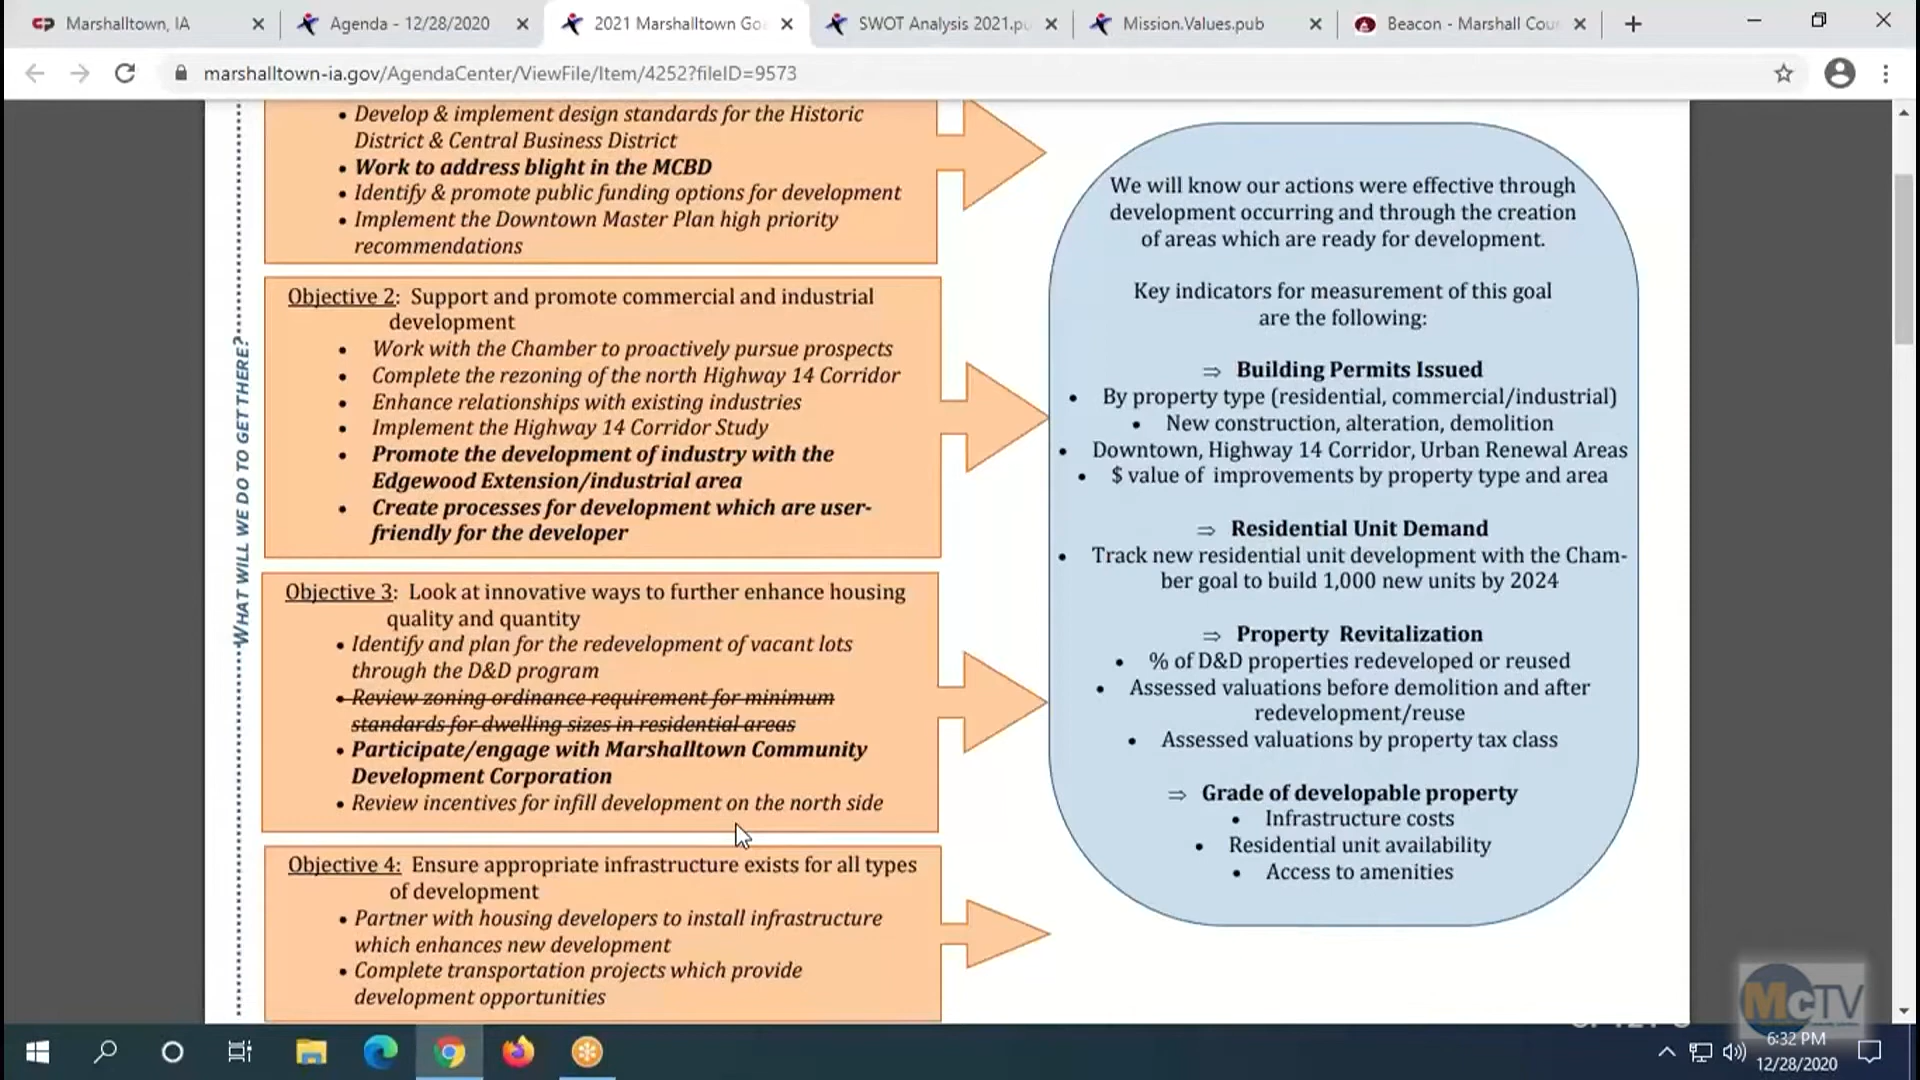 Marshalltown, IA
Agenda - 12/28/2020
2021 Marshalltown Go
SWOT Analysis 2021.pu
Mission.Values.pub
Beacon - Marshall Cou
marshalltown-ia.gov/AgendaCenter/ViewFile/Item/4252?fileID=9573
WHAT WILL WE DO TO GET THERE?
• Develop & implement design standards for the Historic
District & Central Business District
• Work to address blight in the MCBD
• Identify & promote public funding options for development
• Implement the Downtown Master Plan high priority
recommendations
Objective 2: Support and promote commercial and industrial
development
• Work with the Chamber to proactively pursue prospects
• Complete the rezoning of the north Highway 14 Corridor
• Enhance relationships with existing industries
• Implement the Highway 14 Corridor Study
• Promote the development of industry with the
Edgewood Extension/industrial area
• Create processes for development which are user-
friendly for the developer
Objective 3: Look at innovative ways to further enhance housing
quality and quantity
• Identify and plan for the redevelopment of vacant lots
through the D&D program
• Review zoning ordinance requirement for minimum
standards for dwelling sizes in residential areas
• Participate/engage with Marshalltown Community
Development Corporation
• Review incentives for infill development on the north side
Objective 4: Ensure appropriate infrastructure exists for all types
of development
• Partner with housing developers to install infrastructure
which enhances new development
• Complete transportation projects which provide
development opportunities
We will know our actions were effective through
development occurring and through the creation
of areas which are ready for development.
Key indicators for measurement of this goal
are the following:
⇒ Building Permits Issued
• By property type (residential, commercial/industrial)
• New construction, alteration, demolition
• Downtown, Highway 14 Corridor, Urban Renewal Areas
• $ value of improvements by property type and area
⇒ Residential Unit Demand
• Track new residential unit development with the Cham-
ber goal to build 1,000 new units by 2024
⇒ Property Revitalization
• % of D&D properties redeveloped or reused
• Assessed valuations before demolition and after
redevelopment/reuse
• Assessed valuations by property tax class
⇒ Grade of developable property
• Infrastructure costs
• Residential unit availability
• Access to amenities
McTV
6:32 PM
12/28/2020